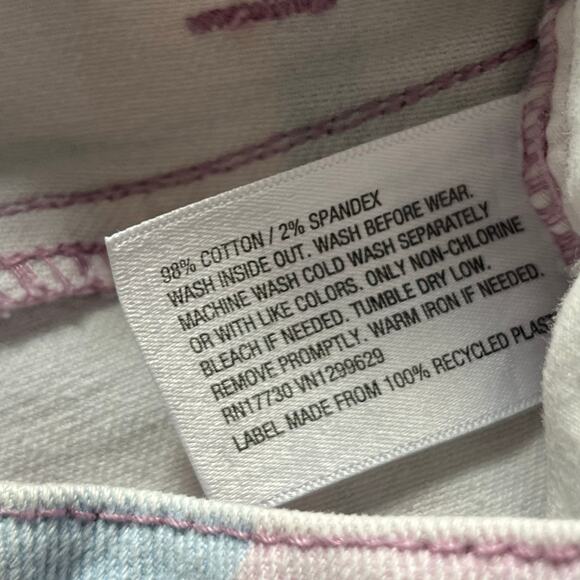 98% COTTON / 2% SPANDEX
WASH INSIDE OUT. WASH BEFORE WEAR.
MACHINE WASH COLD WASH SEPARATELY
OR WITH LIKE COLORS. ONLY NON-CHLORINE
BLEACH IF NEEDED. TUMBLE DRY LOW.
REMOVE PROMPTLY. WARM IRON IF NEEDED.
RN17730 VN1299629
LABEL MADE FROM 100% RECYCLED PLAST